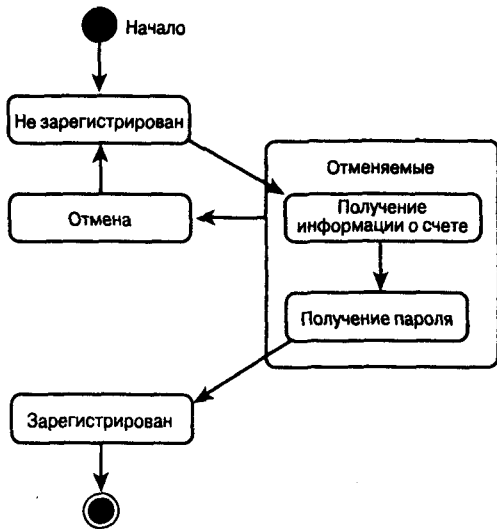 Начало
Не зарегистрирован
Отменяемые
Отмена
Получение
информации о счете
Получение пароля
Зарегистрирован